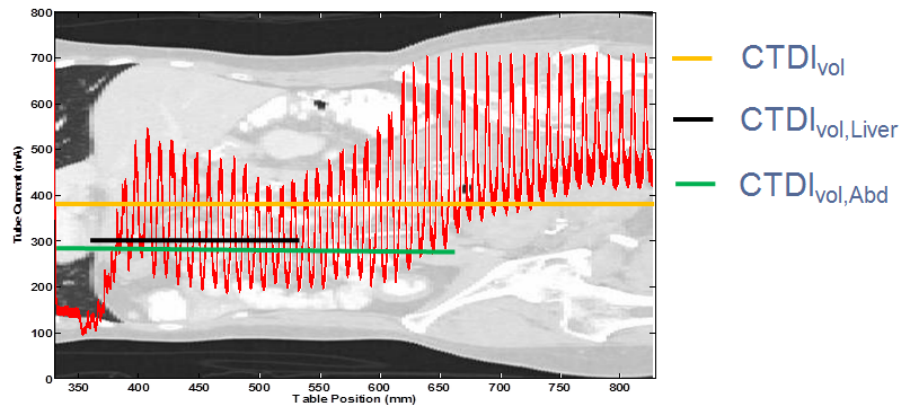 800
700
600
500
400
300
200
100
0
Tube Current (mA)
350 400 450 500 550 600 650 700 750 800
Table Position (mm)
CTDIvol
CTDIvol,Liver
CTDIvol,Abd